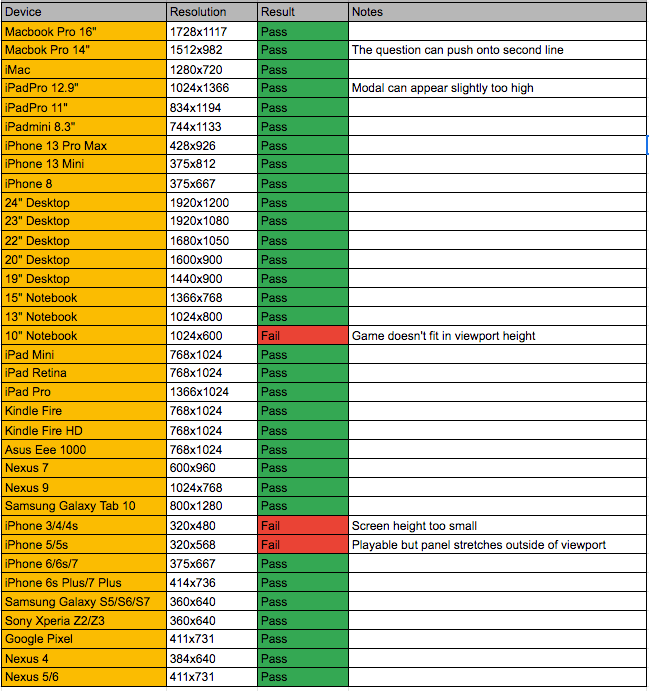 Device Resolution Result Notes
Macbook Pro 16" 1728x1117 Pass
Macbok Pro 14" 1512x982 Pass The question can push onto second line
iMac 1280x720 Pass
iPadPro 12.9" 1024x1366 Pass Modal can appear slightly too high
iPadPro 11" 834x1194 Pass
iPadmini 8.3" 744x1133 Pass
iPhone 13 Pro Max 428x926 Pass
iPhone 13 Mini 375x812 Pass
iPhone 8 375x667 Pass
24" Desktop 1920x1200 Pass
23" Desktop 1920x1080 Pass
22" Desktop 1680x1050 Pass
20" Desktop 1600x900 Pass
19" Desktop 1440x900 Pass
15" Notebook 1366x768 Pass
13" Notebook 1024x800 Pass
10" Notebook 1024x600 Fail Game doesn't fit in viewport height
iPad Mini 768x1024 Pass
iPad Retina 768x1024 Pass
iPad Pro 1366x1024 Pass
Kindle Fire 768x1024 Pass
Kindle Fire HD 768x1024 Pass
Asus Eee 1000 768x1024 Pass
Nexus 7 600x960 Pass
Nexus 9 1024x768 Pass
Samsung Galaxy Tab 10 800x1280 Pass
iPhone 3/4/4s 320x480 Fail Screen height too small
iPhone 5/5s 320x568 Fail Playable but panel stretches outside of viewport
iPhone 6/6s/7 375x667 Pass
iPhone 6s Plus/7 Plus 414x736 Pass
Samsung Galaxy S5/S6/S7 360x640 Pass
Sony Xperia Z2/Z3 360x640 Pass
Google Pixel 411x731 Pass
Nexus 4 384x640 Pass
Nexus 5/6 411x731 Pass